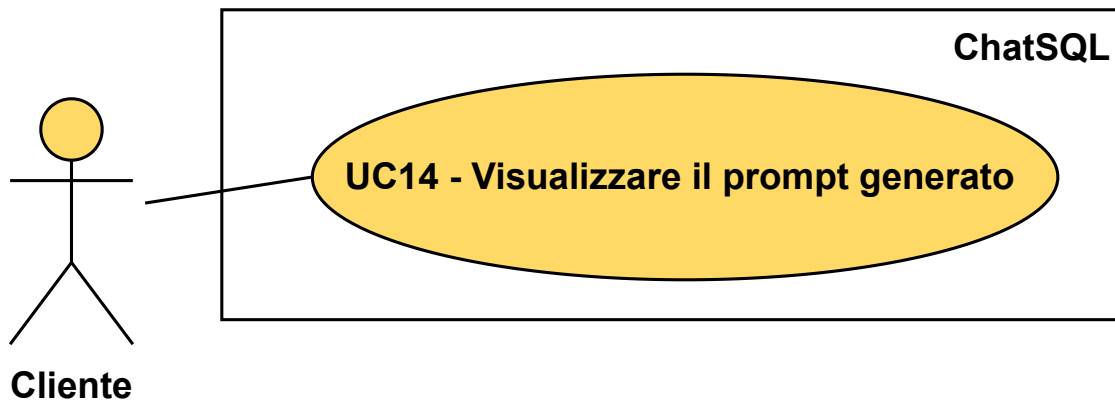 ChatSQL
UC14 - Visualizzare il prompt generato
Cliente